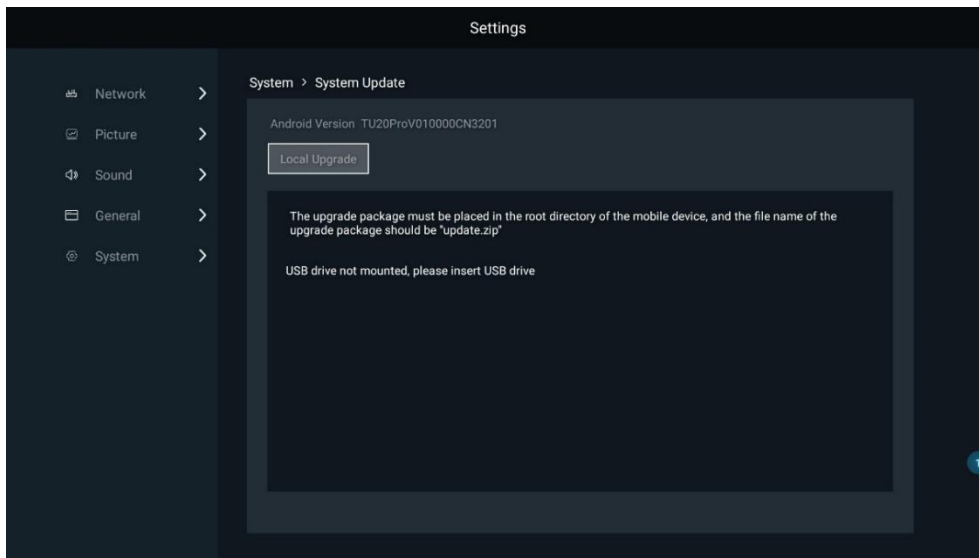 Settings
Network
Picture
Sound
General
System
System > System Update
Android Version TU20ProV010000CN3201
Local Upgrade
The upgrade package must be placed in the root directory of the mobile device, and the file name of the
upgrade package should be "update.zip"
USB drive not mounted, please insert USB drive